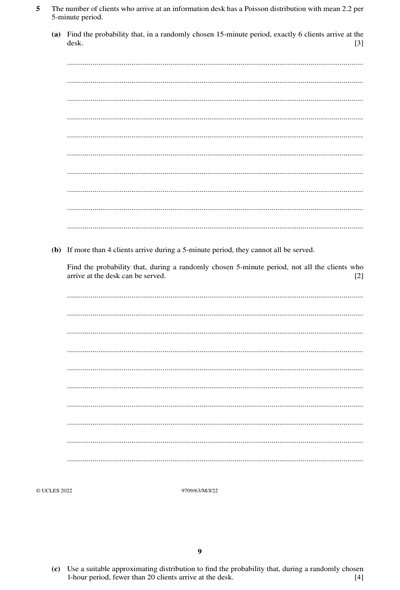 5 The number of clients who arrive at an information desk has a Poisson distribution with mean 2.2 per
5-minute period.
(a) Find the probability that, in a randomly chosen 15-minute period, exactly 6 clients arrive at the
desk. [3]
(b) If more than 4 clients arrive during a 5-minute period, they cannot all be served.
Find the probability that, during a randomly chosen 5-minute period, not all the clients who
arrive at the desk can be served. [2]
© UCLES 2022 9709/63/M/J/22
9
(c) Use a suitable approximating distribution to find the probability that, during a randomly chosen
1-hour period, fewer than 20 clients arrive at the desk. [4]